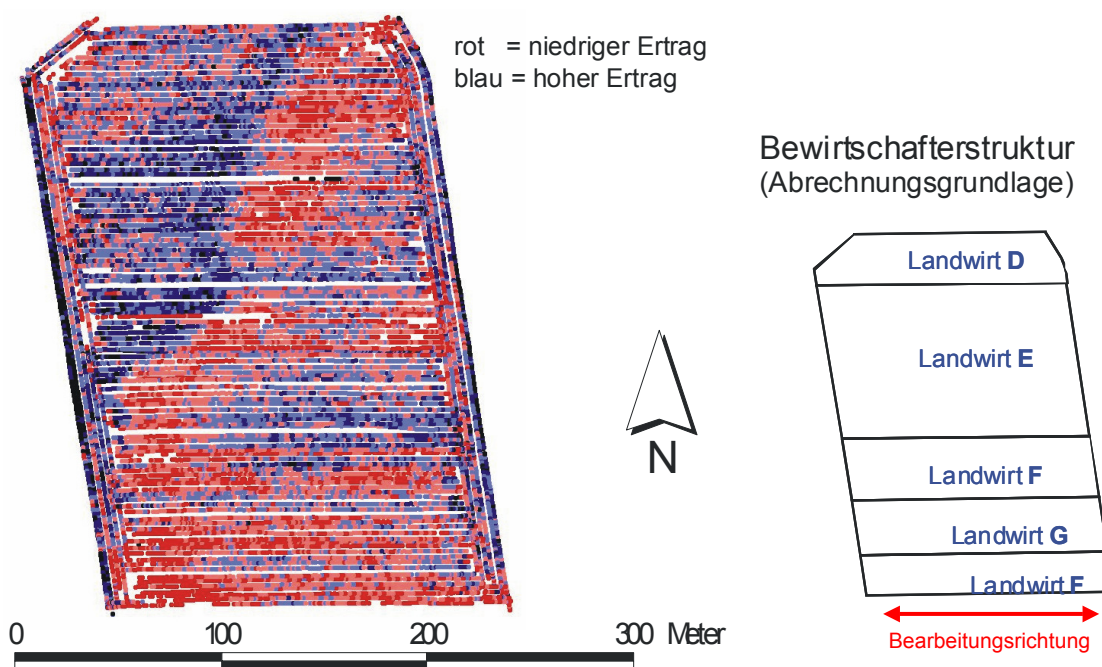 rot = niedriger Ertrag
blau = hoher Ertrag
Bewirtschafterstruktur
(Abrechnungsgrundlage)
Landwirt D
Landwirt E
Landwirt F
Landwirt G
Landwirt F
N
0 100 200 300 Meter
Bearbeitungsrichtung